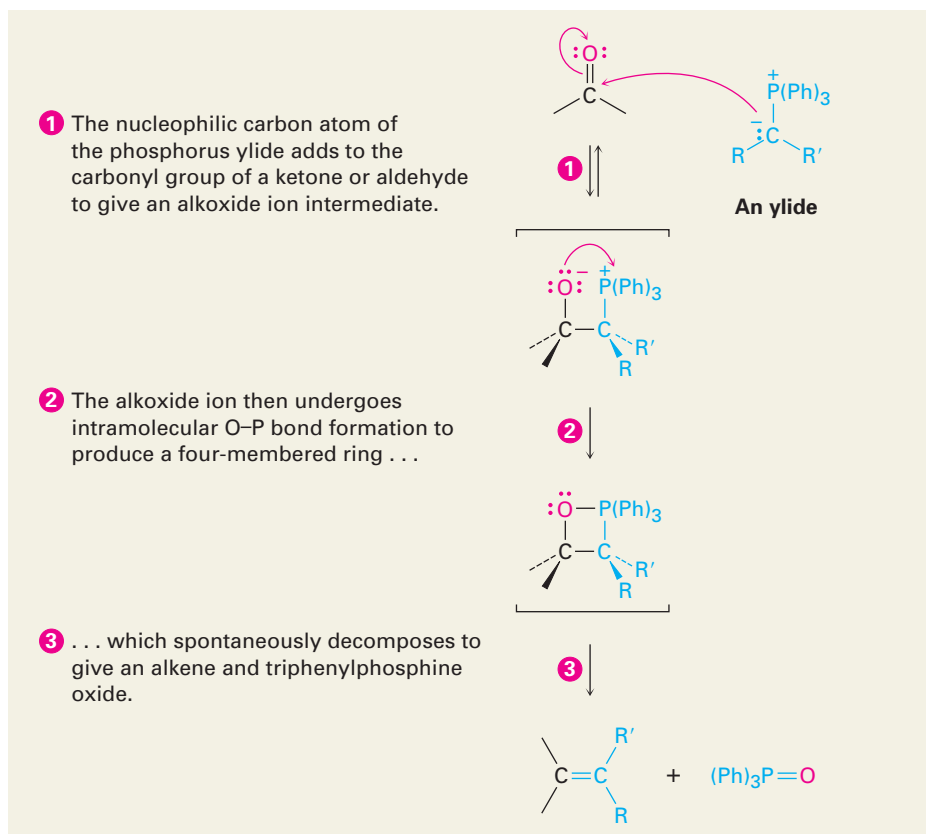 :O:
C
+
P(Ph)₃
−
:C
R R′
An ylide
1 The nucleophilic carbon atom of
the phosphorus ylide adds to the
carbonyl group of a ketone or aldehyde
to give an alkoxide ion intermediate.
1
:O: − +
P(Ph)₃
C—C
R′
R
2 The alkoxide ion then undergoes
intramolecular O–P bond formation to
produce a four-membered ring . . .
2
:O—P(Ph)₃
C—C
R′
R
3 . . . which spontaneously decomposes to
give an alkene and triphenylphosphine
oxide.
3
R′
C=C + (Ph)₃P=O
R